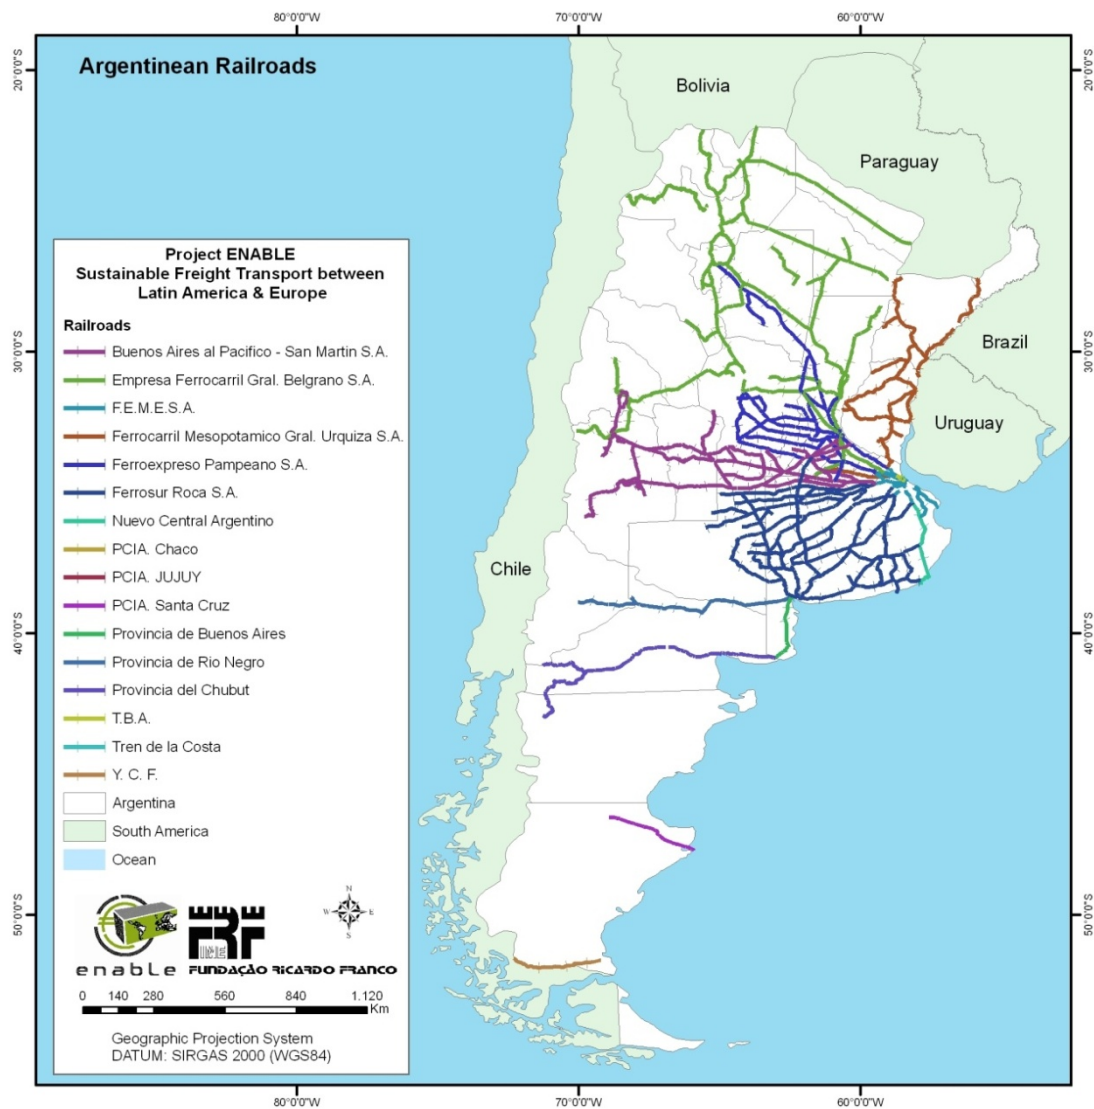 80°0'0"W 70°0'0"W 60°0'0"W
20°0'0"S 20°0'0"S
Argentinean Railroads
Bolivia
Paraguay
Brazil
Uruguay
Chile
Project ENABLE
Sustainable Freight Transport between
Latin America & Europe
Railroads
Buenos Aires al Pacifico - San Martin S.A.
Empresa Ferrocarril Gral. Belgrano S.A.
F.E.M.E.S.A.
Ferrocarril Mesopotamico Gral. Urquiza S.A.
Ferroexpreso Pampeano S.A.
Ferrosur Roca S.A.
Nuevo Central Argentino
PCIA. Chaco
PCIA. JUJUY
PCIA. Santa Cruz
Provincia de Buenos Aires
Provincia de Rio Negro
Provincia del Chubut
T.B.A.
Tren de la Costa
Y. C. F.
Argentina
South America
Ocean
enable
FUNDAÇÃO RICARDO FRANCO
N
W E
S
0 140 280 560 840 1.120
Km
Geographic Projection System
DATUM: SIRGAS 2000 (WGS84)
30°0'0"S 30°0'0"S
40°0'0"S 40°0'0"S
50°0'0"S 50°0'0"S
80°0'0"W 70°0'0"W 60°0'0"W